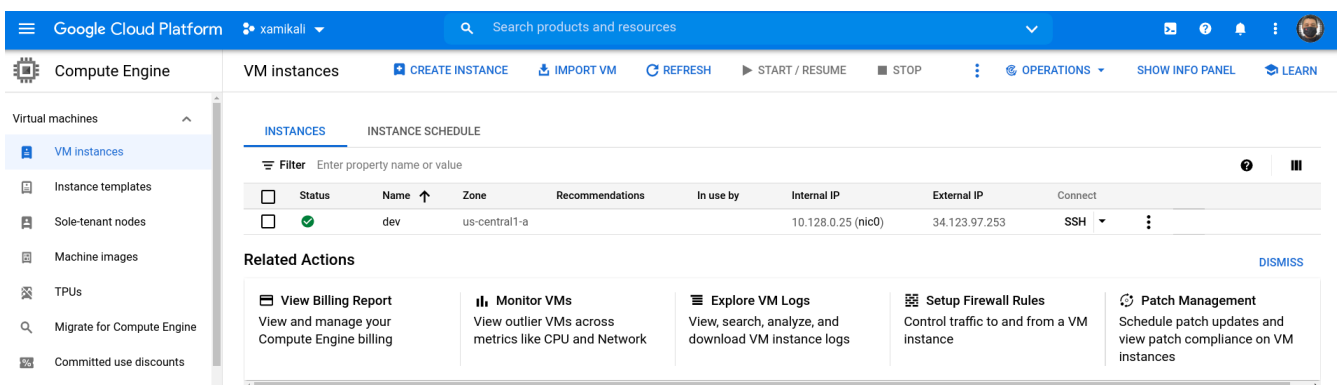 Google Cloud Platform xamikali Search products and resources
Compute Engine VM instances CREATE INSTANCE IMPORT VM REFRESH START / RESUME STOP OPERATIONS SHOW INFO PANEL LEARN
Virtual machines
VM instances
Instance templates
Sole-tenant nodes
Machine images
TPUs
Migrate for Compute Engine
Committed use discounts
INSTANCES INSTANCE SCHEDULE
Filter Enter property name or value
Status Name Zone Recommendations In use by Internal IP External IP Connect
dev us-central1-a 10.128.0.25 (nic0) 34.123.97.253 SSH
Related Actions DISMISS
View Billing Report
View and manage your
Compute Engine billing
Monitor VMs
View outlier VMs across
metrics like CPU and Network
Explore VM Logs
View, search, analyze, and
download VM instance logs
Setup Firewall Rules
Control traffic to and from a VM
instance
Patch Management
Schedule patch updates and
view patch compliance on VM
instances